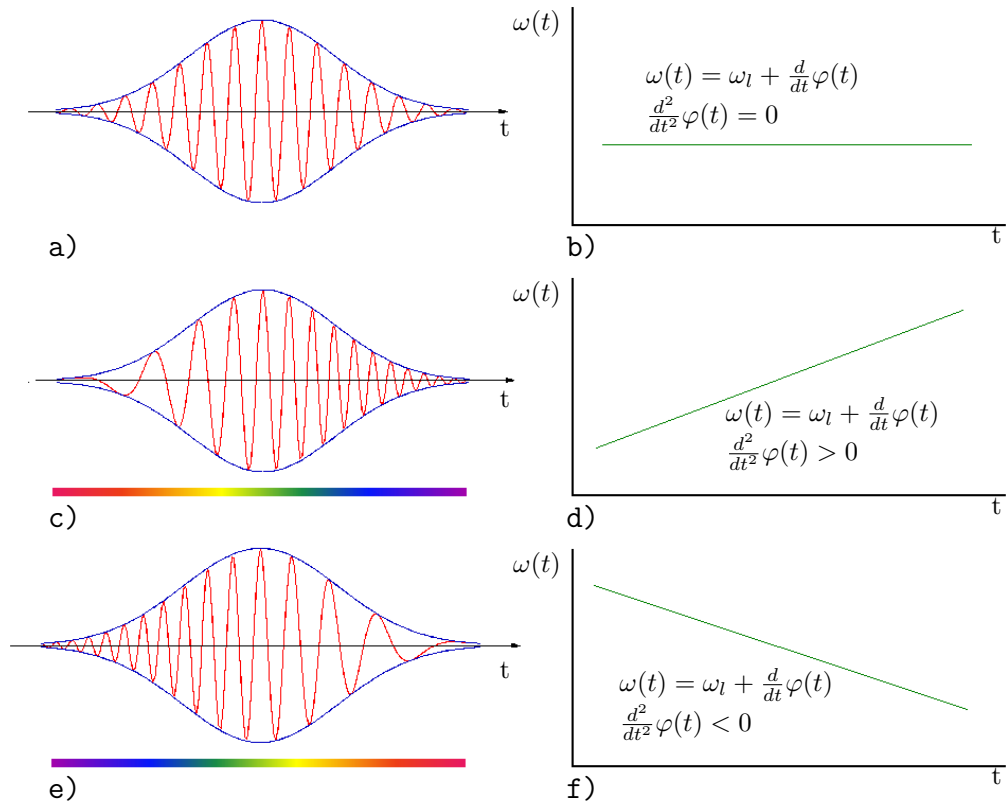 ω(t)
ω(t) = ω_l + d/dt φ(t)
d²/dt² φ(t) = 0
t
t
a)
b)
ω(t)
t
ω(t) = ω_l + d/dt φ(t)
d²/dt² φ(t) > 0
t
c)
d)
ω(t)
t
ω(t) = ω_l + d/dt φ(t)
d²/dt² φ(t) < 0
t
e)
f)